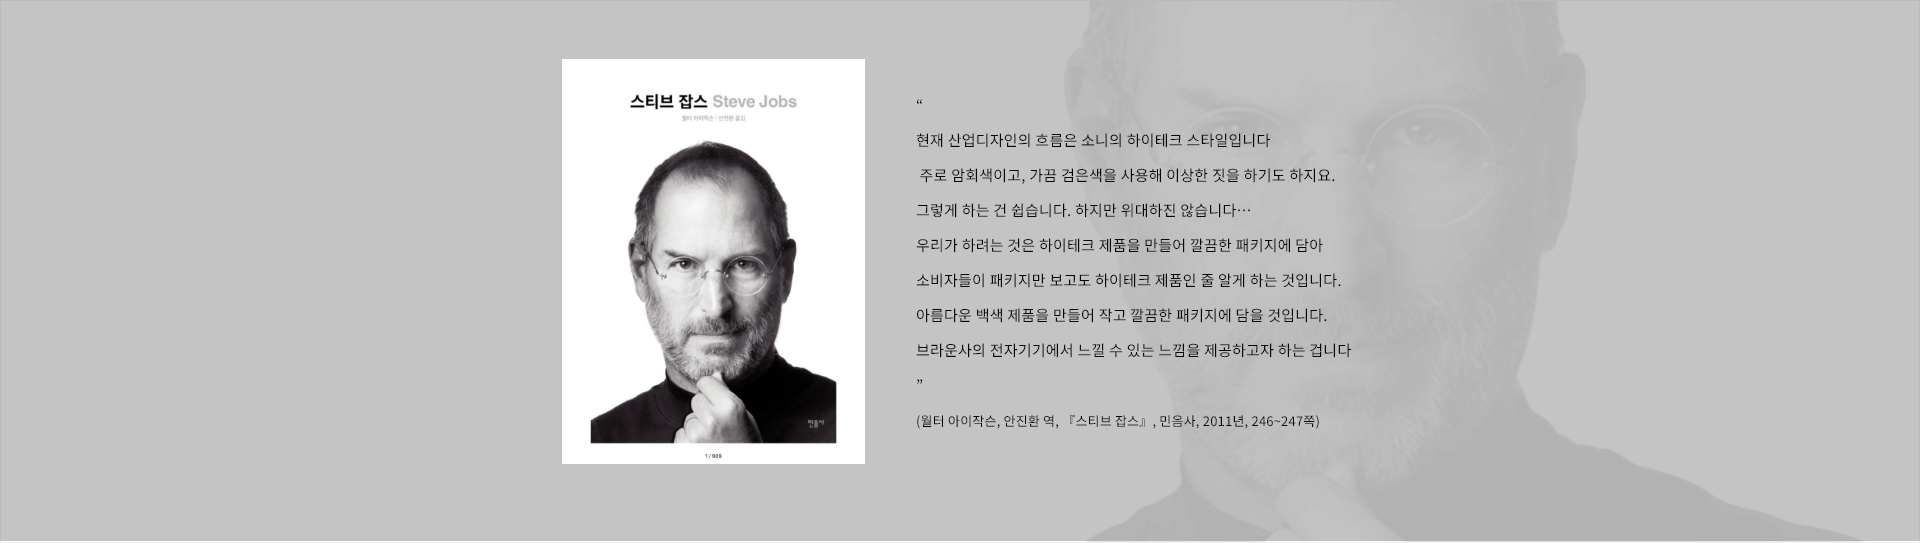 스티브 잡스 Steve Jobs
월터 아이작슨 | 안진환 옮김
민음사
1 / 909
“
현재 산업디자인의 흐름은 소니의 하이테크 스타일입니다
주로 암회색이고, 가끔 검은색을 사용해 이상한 짓을 하기도 하지요.
그렇게 하는 건 쉽습니다. 하지만 위대하진 않습니다…
우리가 하려는 것은 하이테크 제품을 만들어 깔끔한 패키지에 담아
소비자들이 패키지만 보고도 하이테크 제품인 줄 알게 하는 것입니다.
아름다운 백색 제품을 만들어 작고 깔끔한 패키지에 담을 것입니다.
브라운사의 전자기기에서 느낄 수 있는 느낌을 제공하고자 하는 겁니다
”
(월터 아이작슨, 안진환 역, 『스티브 잡스』, 민음사, 2011년, 246~247쪽)